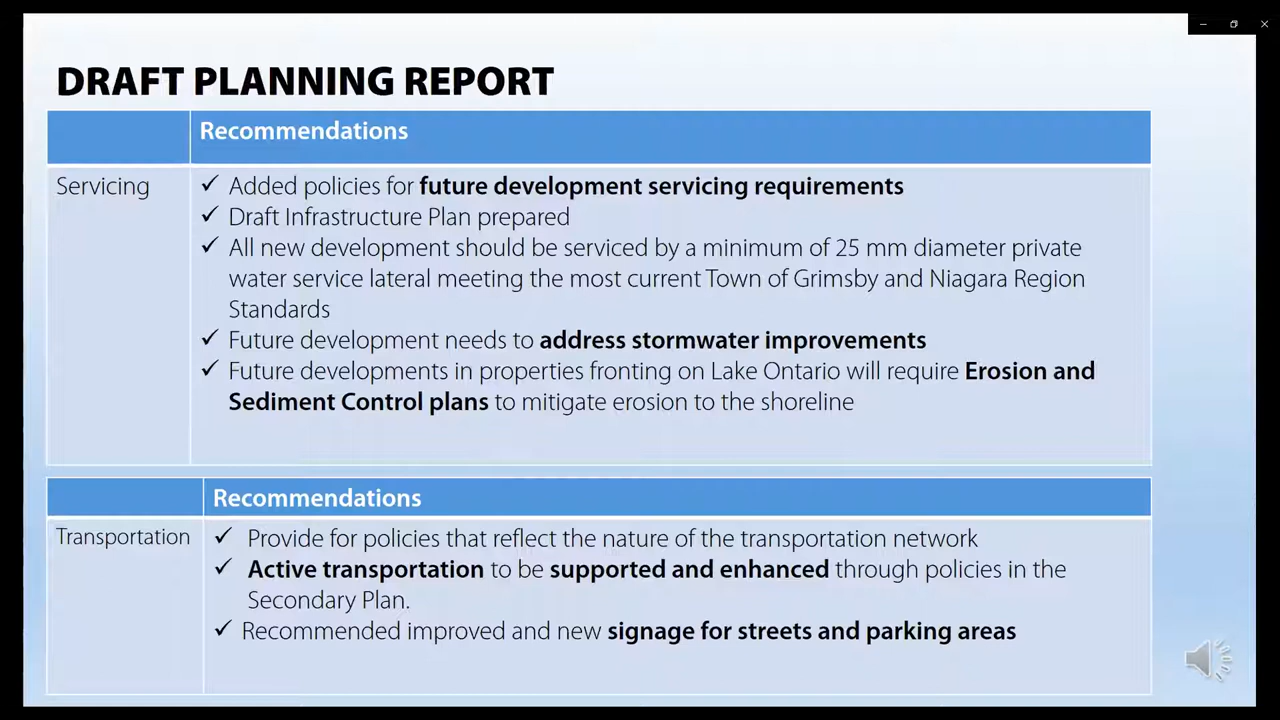 DRAFT PLANNING REPORT
Recommendations
Servicing
✓ Added policies for future development servicing requirements
✓ Draft Infrastructure Plan prepared
✓ All new development should be serviced by a minimum of 25 mm diameter private
water service lateral meeting the most current Town of Grimsby and Niagara Region
Standards
✓ Future development needs to address stormwater improvements
✓ Future developments in properties fronting on Lake Ontario will require Erosion and
Sediment Control plans to mitigate erosion to the shoreline
Recommendations
Transportation
✓ Provide for policies that reflect the nature of the transportation network
✓ Active transportation to be supported and enhanced through policies in the
Secondary Plan.
✓ Recommended improved and new signage for streets and parking areas